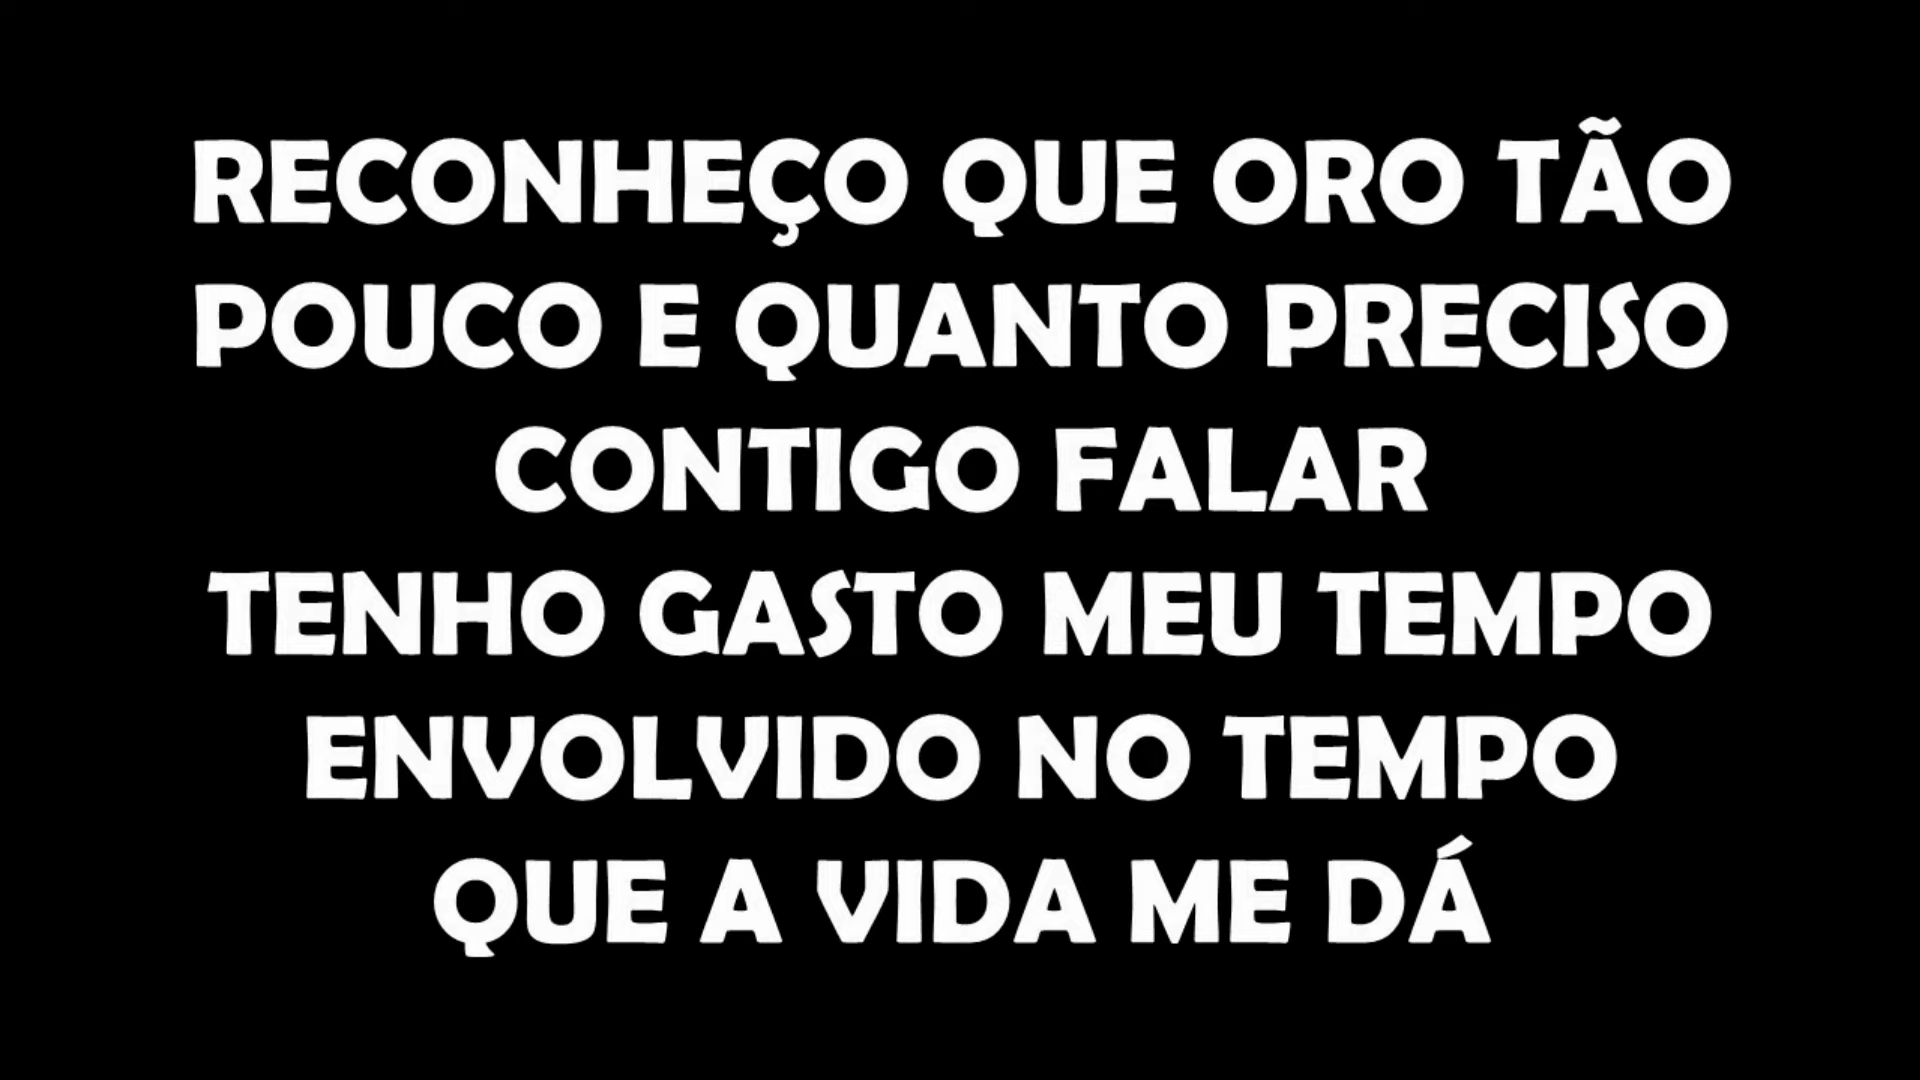 RECONHEÇO QUE ORO TÃO
POUCO E QUANTO PRECISO
CONTIGO FALAR
TENHO GASTO MEU TEMPO
ENVOLVIDO NO TEMPO
QUE A VIDA ME DÁ